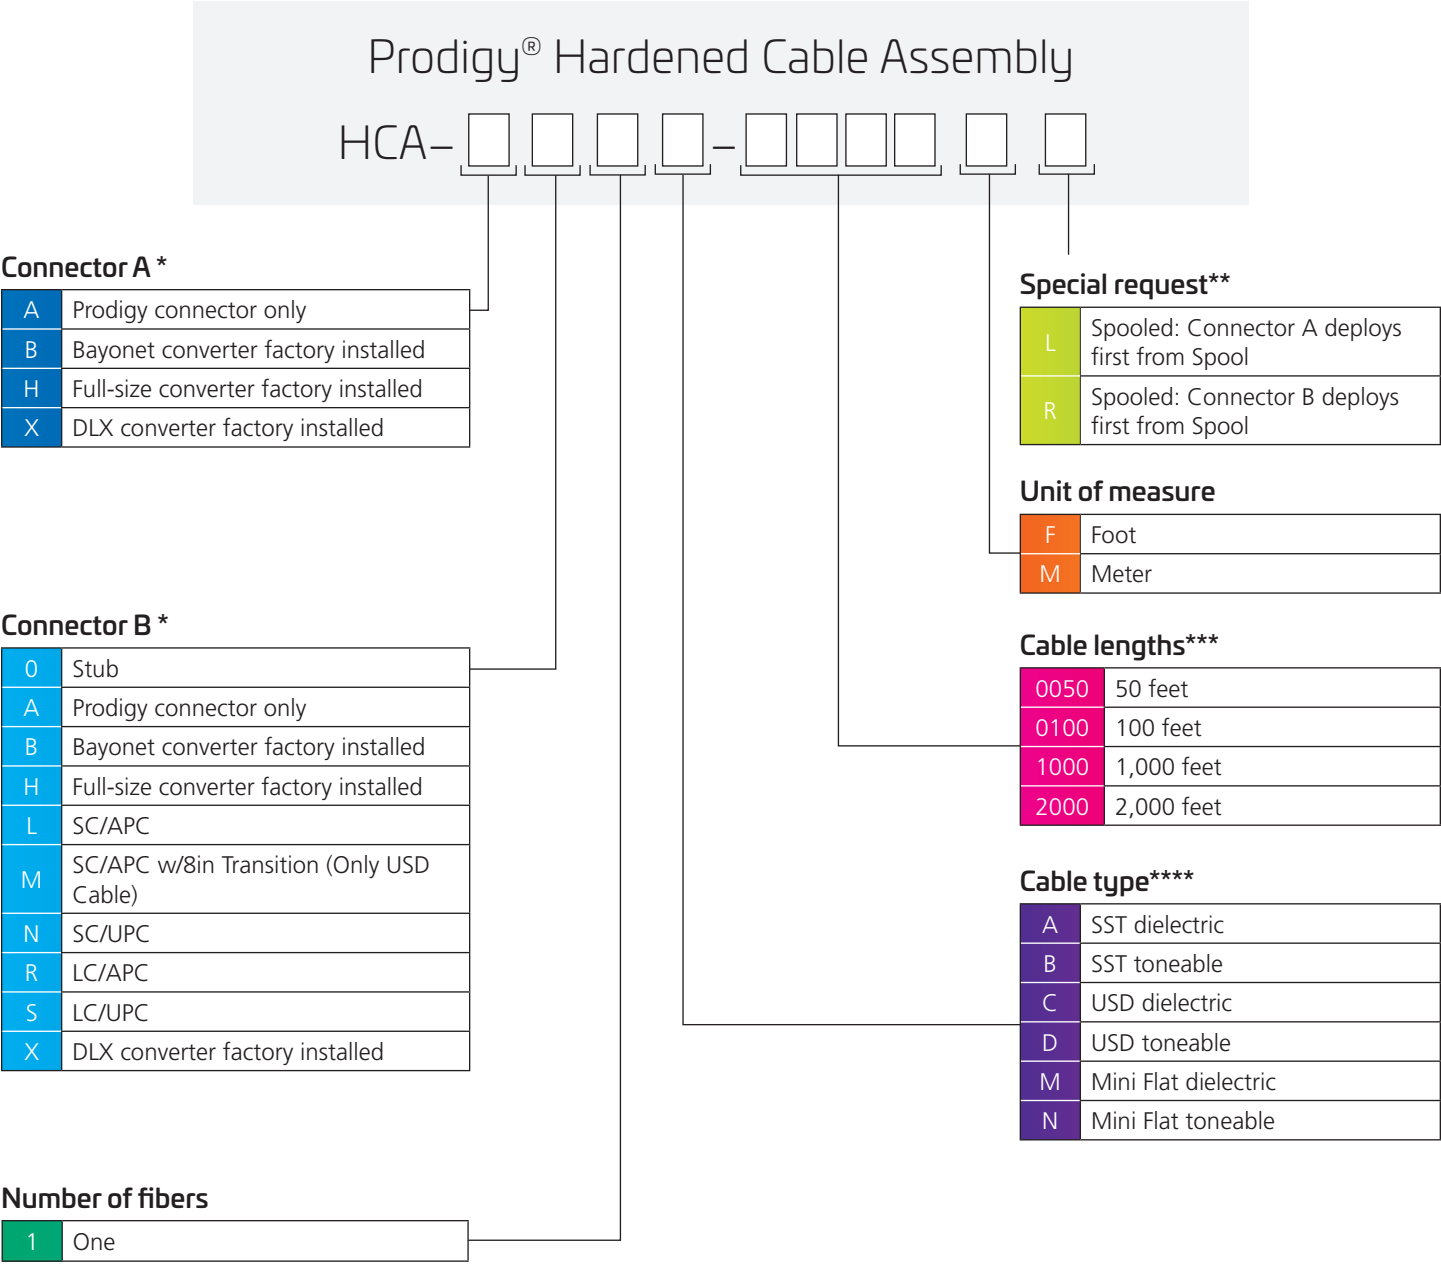 Prodigy® Hardened Cable Assembly
HCA– –
Connector A *
A Prodigy connector only
B Bayonet converter factory installed
H Full-size converter factory installed
X DLX converter factory installed
Connector B *
0 Stub
A Prodigy connector only
B Bayonet converter factory installed
H Full-size converter factory installed
L SC/APC
M SC/APC w/8in Transition (Only USD
Cable)
N SC/UPC
R LC/APC
S LC/UPC
X DLX converter factory installed
Number of fibers
1 One
Special request**
L Spooled: Connector A deploys
first from Spool
R Spooled: Connector B deploys
first from Spool
Unit of measure
F Foot
M Meter
Cable lengths***
0050 50 feet
0100 100 feet
1000 1,000 feet
2000 2,000 feet
Cable type****
A SST dielectric
B SST toneable
C USD dielectric
D USD toneable
M Mini Flat dielectric
N Mini Flat toneable